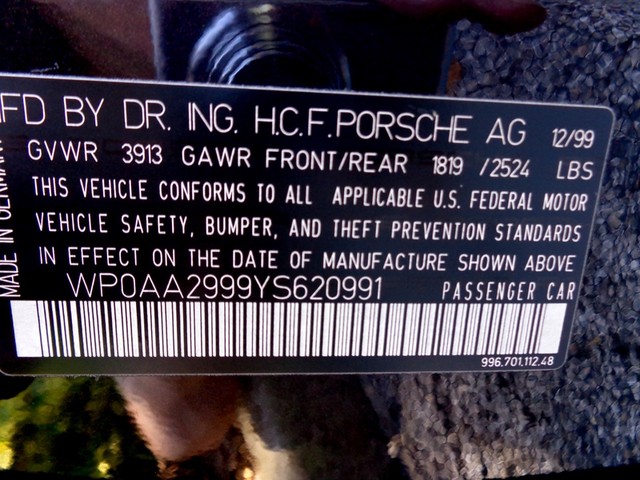 MFD BY DR. ING. H.C.F. PORSCHE AG 12/99
GVWR 3913 GAWR FRONT/REAR 1819 /2524 LBS
THIS VEHICLE CONFORMS TO ALL APPLICABLE U.S. FEDERAL MOTOR
VEHICLE SAFETY, BUMPER, AND THEFT PREVENTION STANDARDS
IN EFFECT ON THE DATE OF MANUFACTURE SHOWN ABOVE
WP0AA2999YS620991 PASSENGER CAR
996.701.112.48
MADE IN GERMANY